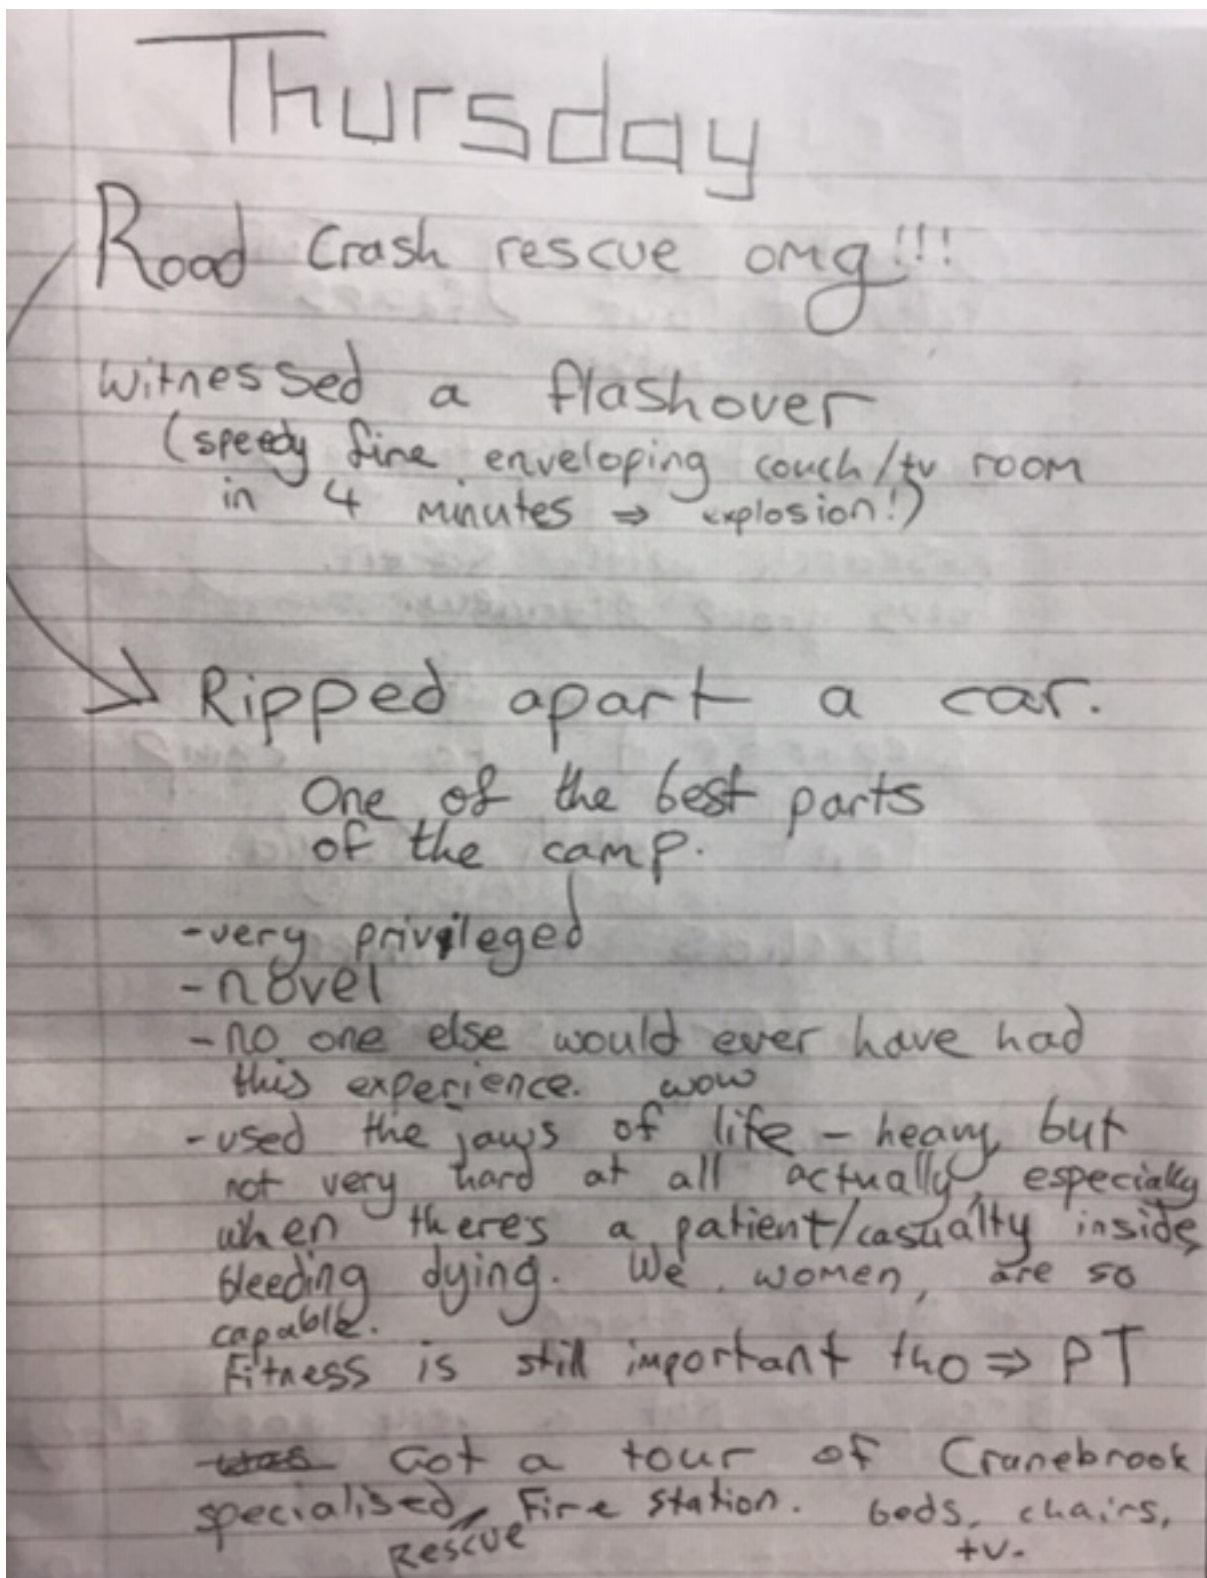 Thursday
Road Crash rescue omg!!!
witnessed a flashover
(speedy fire enveloping couch/tv room
in 4 minutes ⇒ explosion!)
Ripped apart a car.
One of the best parts
of the camp.
-very privileged
-novel
-no one else would ever have had
this experience. wow
-used the jaws of life - heavy but
not very hard at all actually, especially
when there's a patient/casualty inside,
bleeding dying. We, women, are so
capable.
Fitness is still important tho ⇒ PT
was Got a tour of Cranebrook
specialised Fire station. beds, chairs,
Rescue tv.